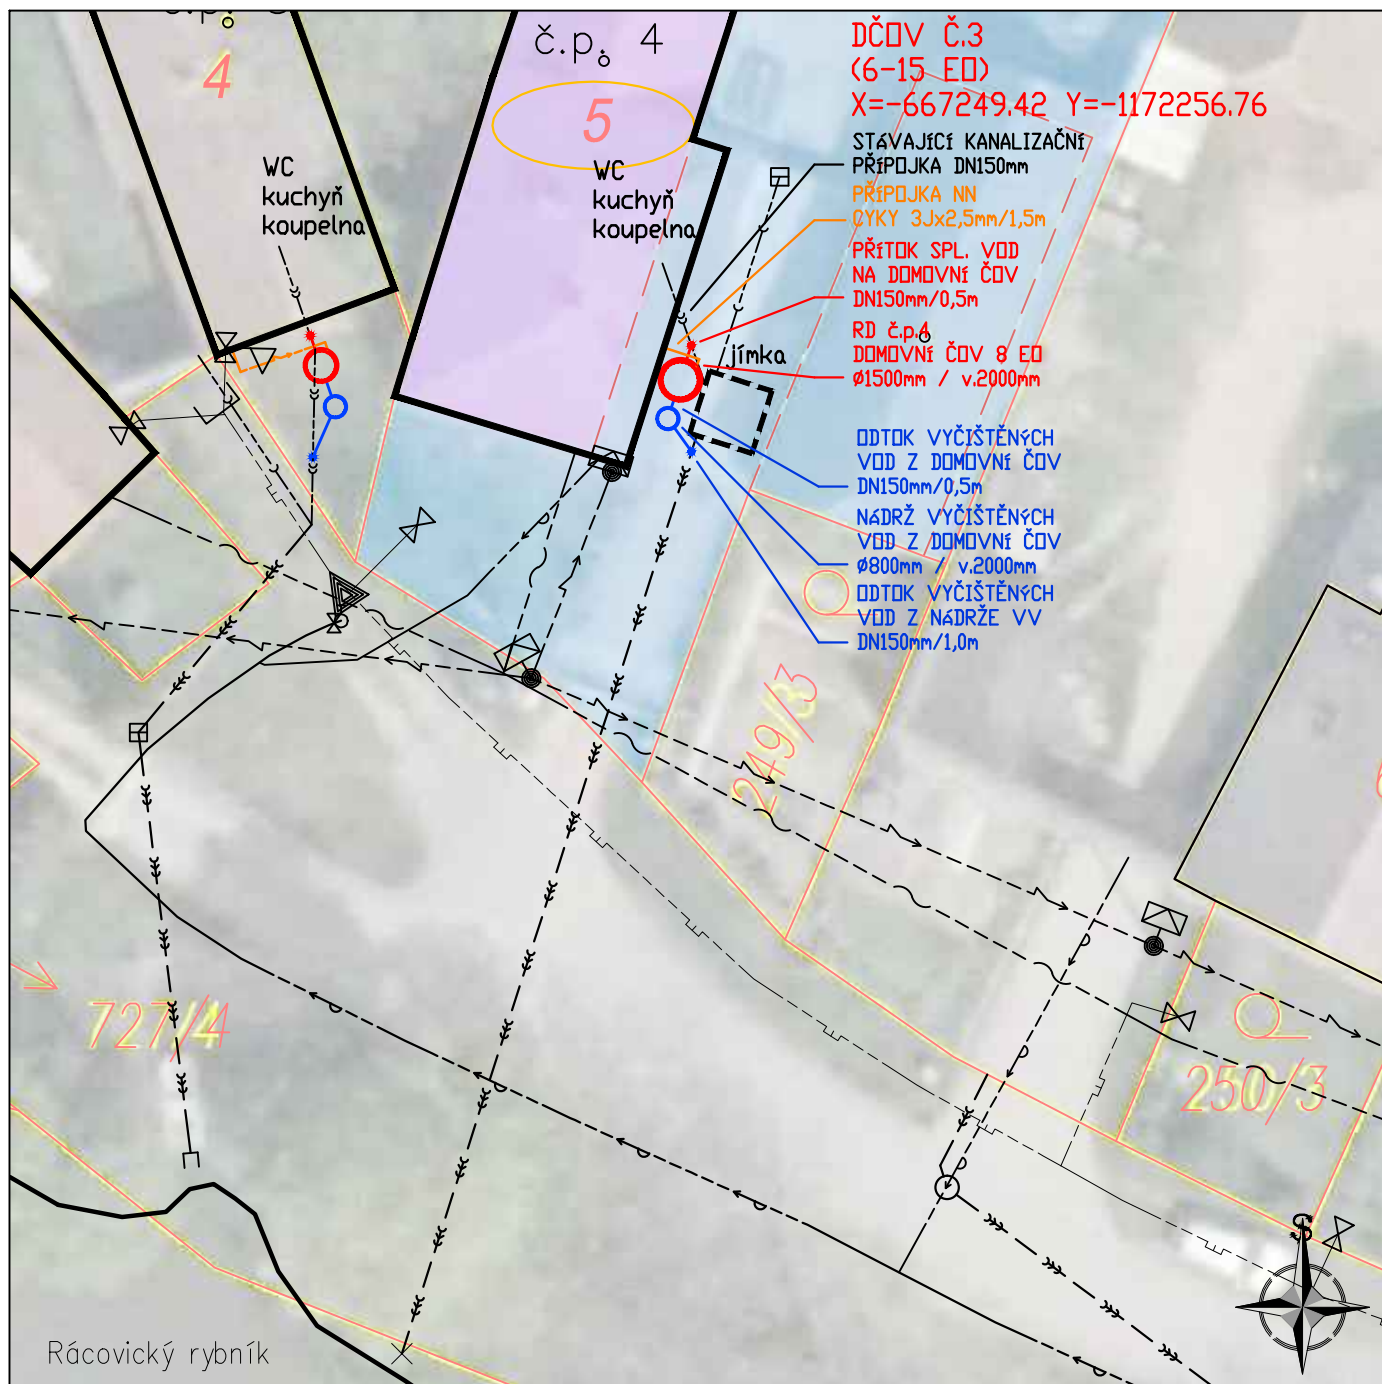 č.p. 4
4
5
WC
kuchyň
koupelna
WC
kuchyň
koupelna
DČOV Č.3
(6-15 EO)
X=-667249.42 Y=-1172256.76
STÁVAJÍCÍ KANALIZAČNÍ
PŘÍPOJKA DN150mm
PŘÍPOJKA NN
CYKY 3Jx2,5mm/1,5m
PŘÍTOK SPL. VOD
NA DOMOVNÍ ČOV
DN150mm/0,5m
RD č.p.4
DOMOVNÍ ČOV 8 EO
Ø1500mm / v.2000mm
jímka
ODTOK VYČIŠTĚNÝCH
VOD Z DOMOVNÍ ČOV
DN150mm/0,5m
NÁDRŽ VYČIŠTĚNÝCH
VOD Z DOMOVNÍ ČOV
Ø800mm / v.2000mm
ODTOK VYČIŠTĚNÝCH
VOD Z NÁDRŽE VV
DN150mm/1,0m
249/3
727/4
250/3
S
Rácovický rybník